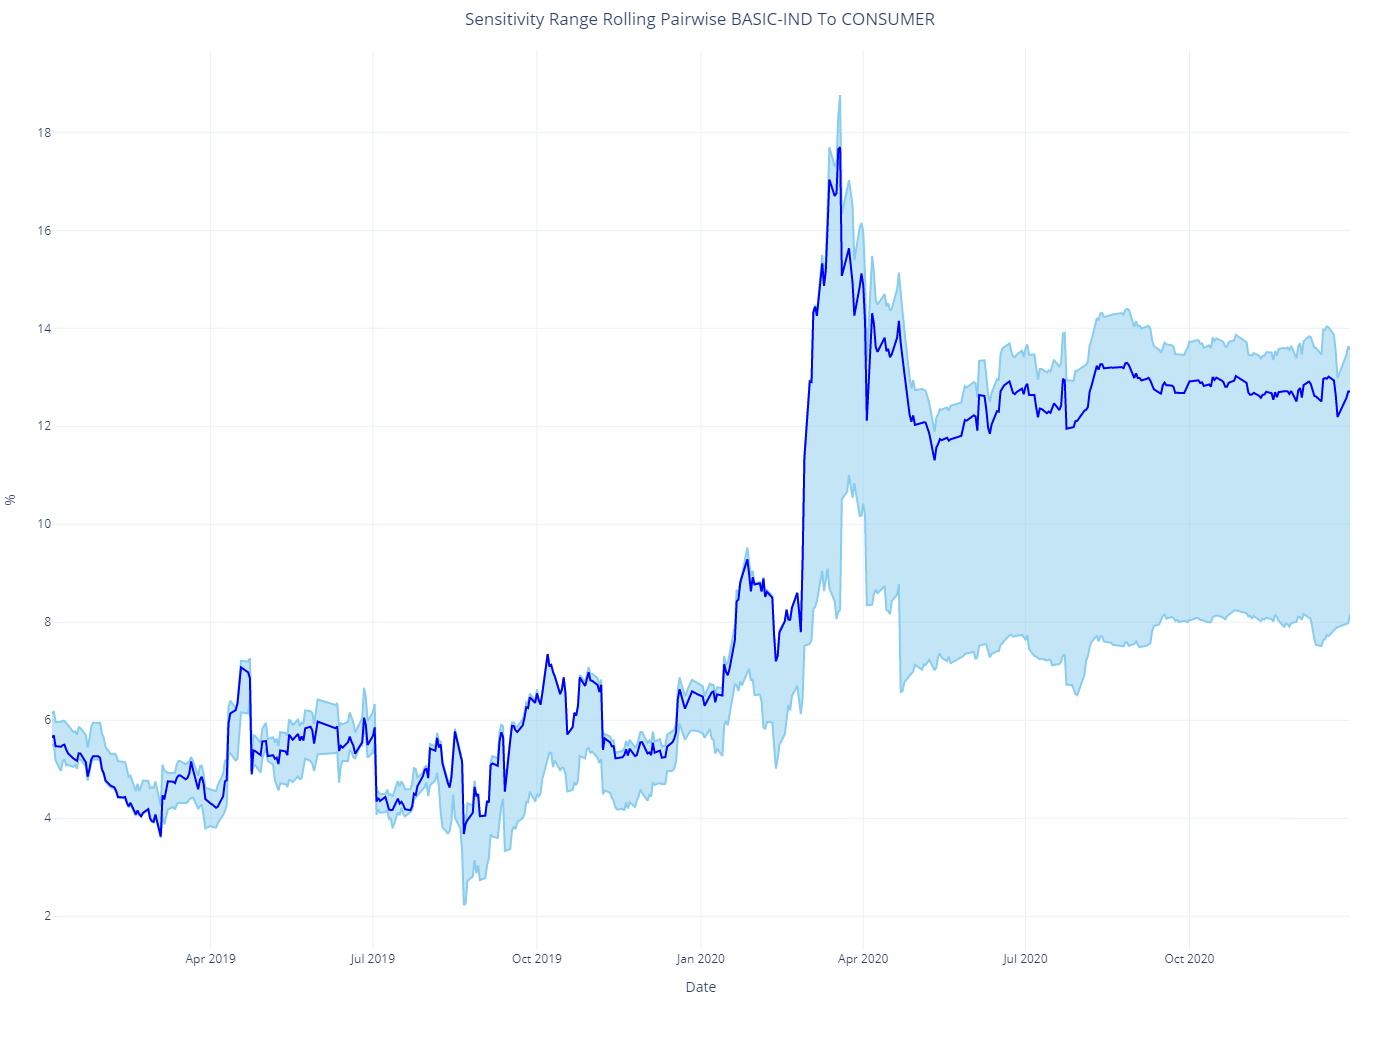 Sensitivity Range Rolling Pairwise BASIC-IND To CONSUMER
18
16
14
12
10
8
6
4
2
%
Apr 2019
Jul 2019
Oct 2019
Jan 2020
Apr 2020
Jul 2020
Oct 2020
Date